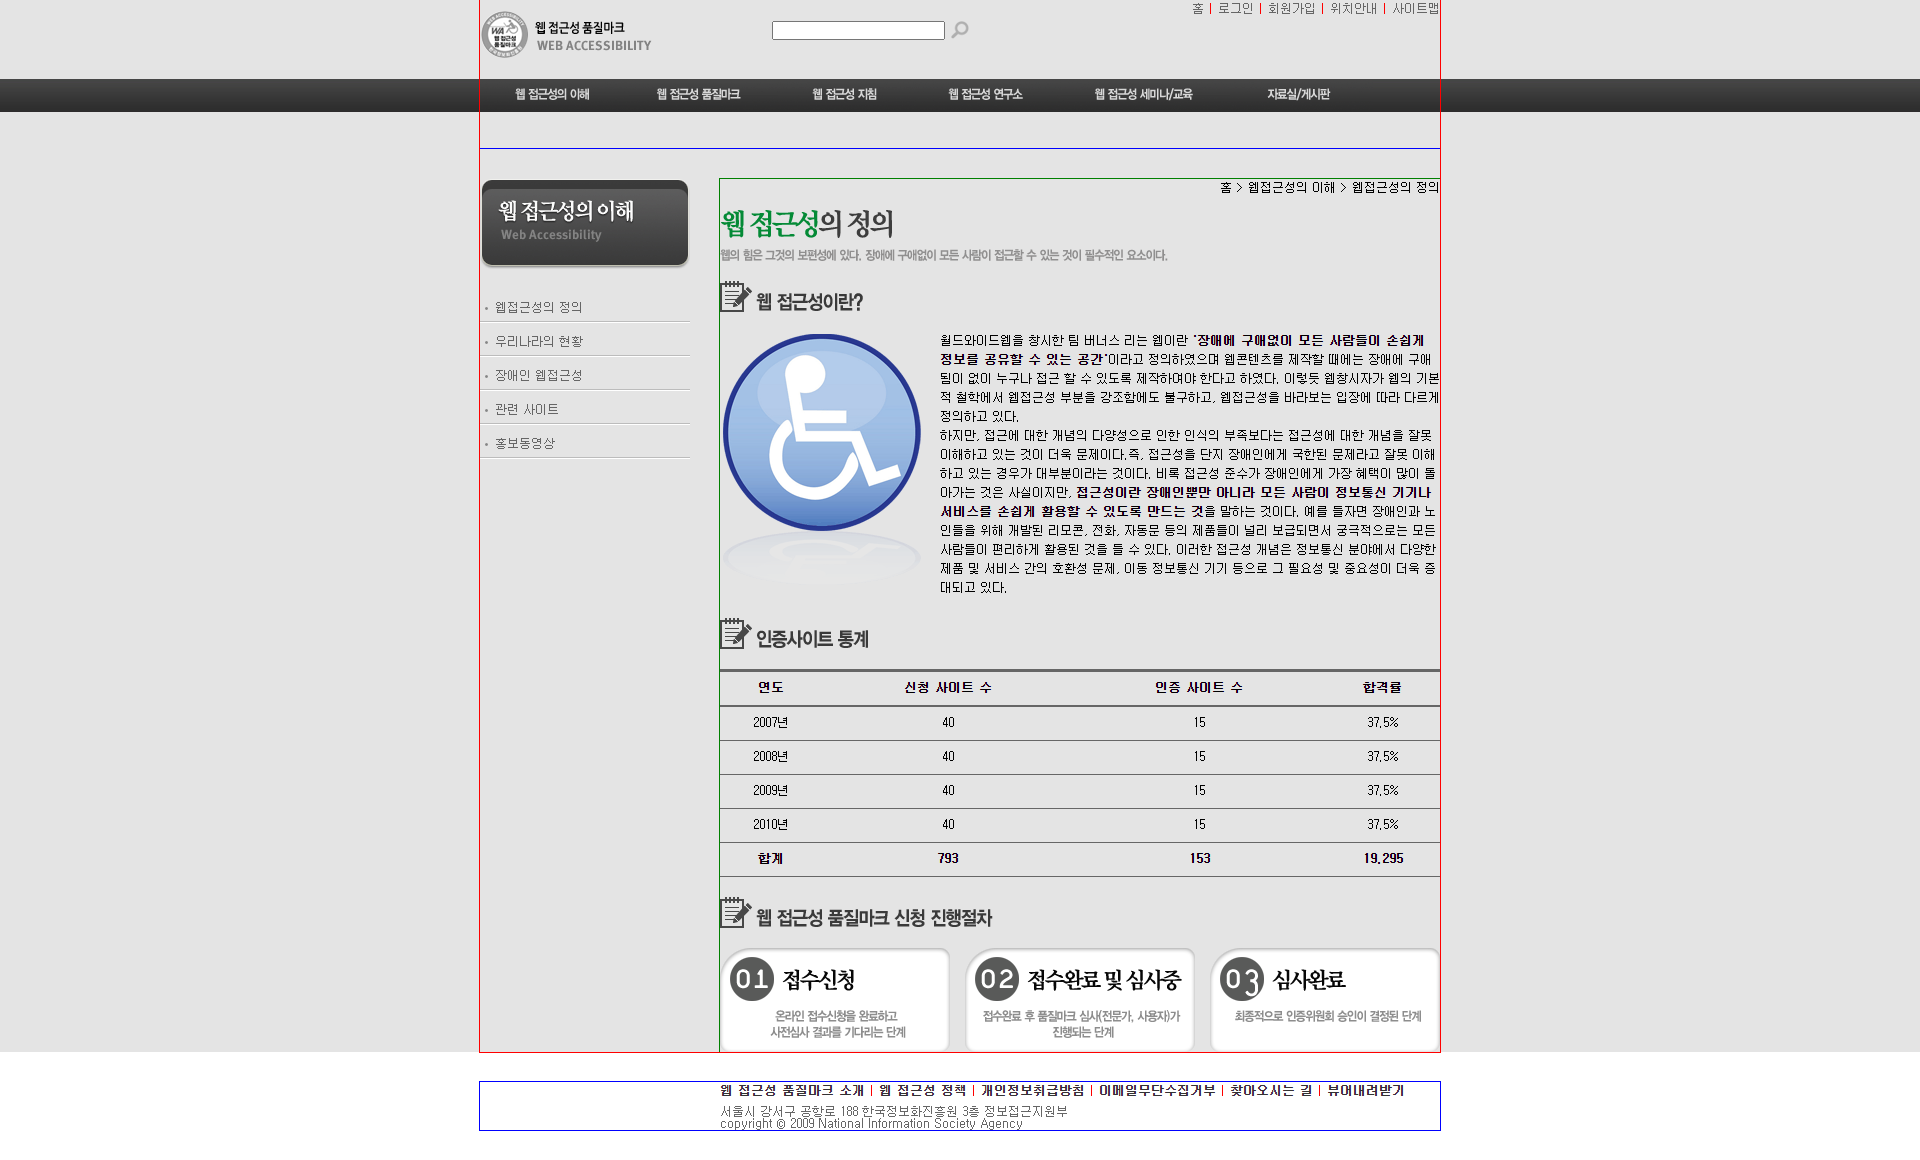 웹 접근성 품질마크
WEB ACCESSIBILITY
WA
웹 접근성
품질마크
홈 | 로그인 | 회원가입 | 위치안내 | 사이트맵
웹 접근성의 이해 웹 접근성 품질마크 웹 접근성 지침 웹 접근성 연구소 웹 접근성 세미나/교육 자료실/게시판
웹 접근성의 이해
Web Accessibility
웹접근성의 정의
우리나라의 현황
장애인 웹접근성
관련 사이트
홍보동영상
홈 > 웹접근성의 이해 > 웹접근성의 정의
웹 접근성의 정의
웹의 힘은 그것의 보편성에 있다. 장애에 구애없이 모든 사람이 접근할 수 있는 것이 필수적인 요소이다.
웹 접근성이란?
월드와이드웹을 창시한 팀 버너스 리는 웹이란 '장애에 구애없이 모든 사람들이 손쉽게
정보를 공유할 수 있는 공간'이라고 정의하였으며 웹콘텐츠를 제작할 때에는 장애에 구애
됨이 없이 누구나 접근 할 수 있도록 제작하여야 한다고 하였다. 이렇듯 웹창시자가 웹의 기본
적 철학에서 웹접근성 부분을 강조함에도 불구하고, 웹접근성을 바라보는 입장에 따라 다르게
정의하고 있다.
하지만, 접근에 대한 개념의 다양성으로 인한 인식의 부족보다는 접근성에 대한 개념을 잘못
이해하고 있는 것이 더욱 문제이다.즉, 접근성을 단지 장애인에게 국한된 문제라고 잘못 이해
하고 있는 경우가 대부분이라는 것이다. 비록 접근성 준수가 장애인에게 가장 혜택이 많이 돌
아가는 것은 사실이지만, 접근성이란 장애인뿐만 아니라 모든 사람이 정보통신 기기나
서비스를 손쉽게 활용할 수 있도록 만드는 것을 말하는 것이다. 예를 들자면 장애인과 노
인들을 위해 개발된 리모콘, 전화, 자동문 등의 제품들이 널리 보급되면서 궁극적으로는 모든
사람들이 편리하게 활용된 것을 들 수 있다. 이러한 접근성 개념은 정보통신 분야에서 다양한
제품 및 서비스 간의 호환성 문제, 이동 정보통신 기기 등으로 그 필요성 및 중요성이 더욱 증
대되고 있다.
인증사이트 통계
연도 신청 사이트 수 인증 사이트 수 합격률
2007년 40 15 37.5%
2008년 40 15 37.5%
2009년 40 15 37.5%
2010년 40 15 37.5%
합계 793 153 19.295
웹 접근성 품질마크 신청 진행절차
01 접수신청
온라인 접수신청을 완료하고
사전심사 결과를 기다리는 단계
02 접수완료 및 심사중
접수완료 후 품질마크 심사(전문가, 사용자)가
진행되는 단계
03 심사완료
최종적으로 인증위원회 승인이 결정된 단계
웹 접근성 품질마크 소개 | 웹 접근성 정책 | 개인정보취급방침 | 이메일무단수집거부 | 찾아오시는 길 | 뷰어내려받기
서울시 강서구 공항로 188 한국정보화진흥원 3층 정보접근지원부
copyright © 2009 National Information Society Agency